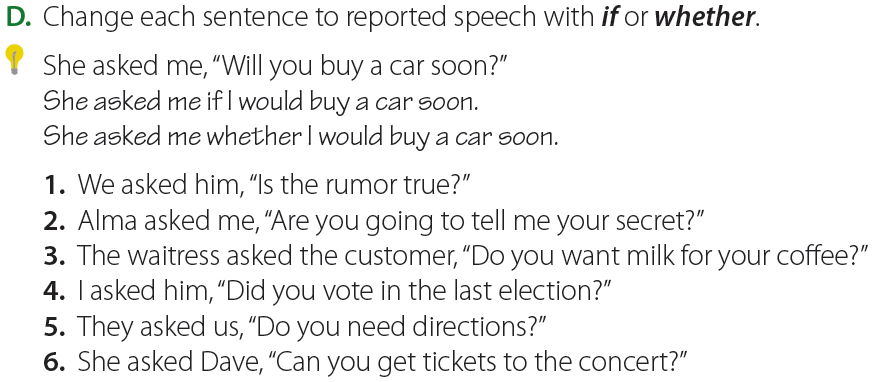 D. Change each sentence to reported speech with if or whether.
She asked me, “Will you buy a car soon?”
She asked me if I would buy a car soon.
She asked me whether I would buy a car soon.
1. We asked him, “Is the rumor true?”
2. Alma asked me, “Are you going to tell me your secret?”
3. The waitress asked the customer, “Do you want milk for your coffee?”
4. I asked him, “Did you vote in the last election?”
5. They asked us, “Do you need directions?”
6. She asked Dave, “Can you get tickets to the concert?”